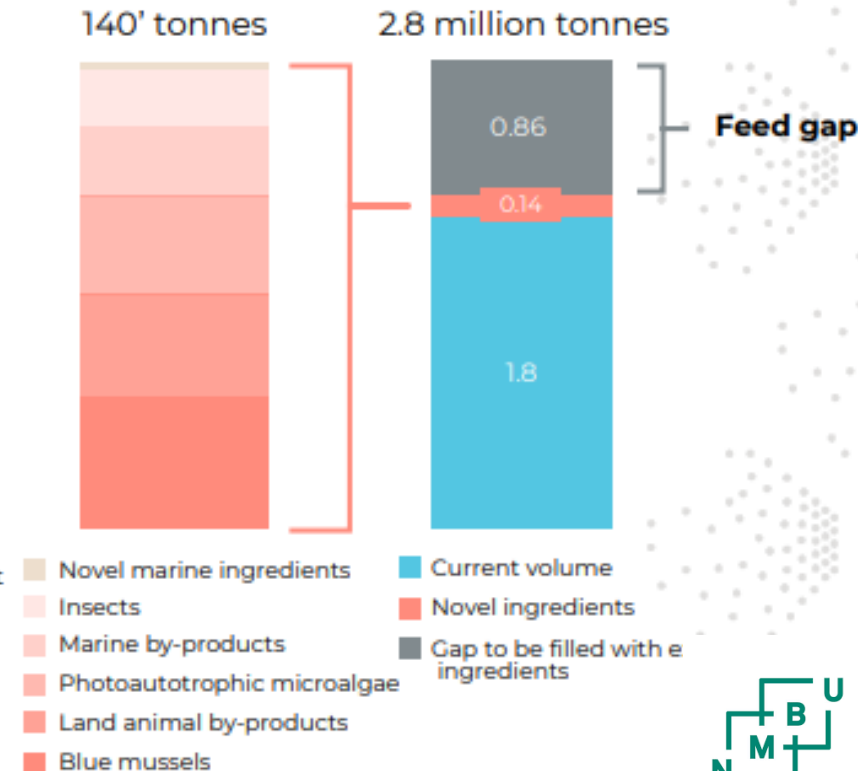 140’ tonnes
2.8 million tonnes
0.86
Feed gap
0.14
1.8
Novel marine ingredients
Insects
Marine by-products
Photoautotrophic microalgae
Land animal by-products
Blue mussels
Current volume
Novel ingredients
Gap to be filled with e
ingredients
U
B
M
N